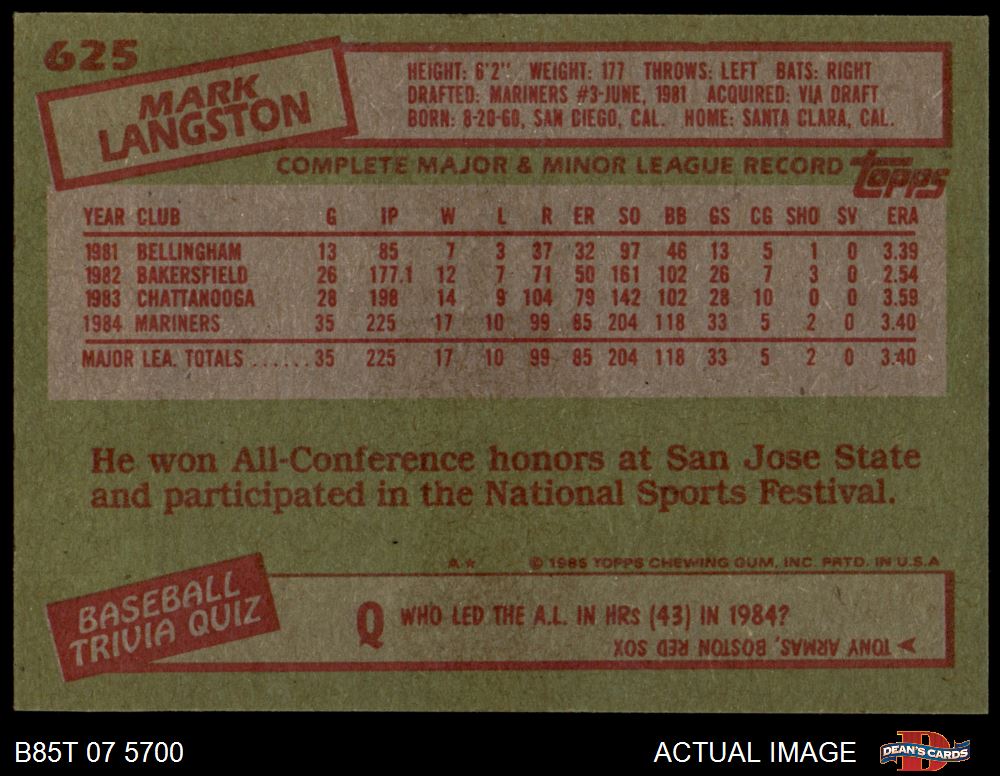 625
MARK
LANGSTON
HEIGHT: 6'2" WEIGHT: 177 THROWS: LEFT BATS: RIGHT
DRAFTED: MARINERS #3-JUNE, 1981 ACQUIRED: VIA DRAFT
BORN: 8-20-60, SAN DIEGO, CAL. HOME: SANTA CLARA, CAL.
COMPLETE MAJOR & MINOR LEAGUE RECORD topps
YEAR CLUB G IP W L R ER SO BB GS CG SHO SV ERA
1981 BELLINGHAM 13 85 7 3 37 32 97 46 13 5 1 0 3.39
1982 BAKERSFIELD 26 177.1 12 7 71 50 161 102 26 7 3 0 2.54
1983 CHATTANOOGA 28 198 14 9 104 79 142 102 28 10 0 0 3.59
1984 MARINERS 35 225 17 10 99 85 204 118 33 5 2 0 3.40
MAJOR LEA. TOTALS ......35 225 17 10 99 85 204 118 33 5 2 0 3.40
He won All-Conference honors at San Jose State
and participated in the National Sports Festival.
A** © 1985 TOPPS CHEWING GUM, INC. PRTD. IN U.S.A
BASEBALL
TRIVIA QUIZ
Q WHO LED THE A.L. IN HRs (43) IN 1984?
TONY ARMAS, BOSTON RED SOX
B85T 07 5700
ACTUAL IMAGE
D
DEAN'S CARDS